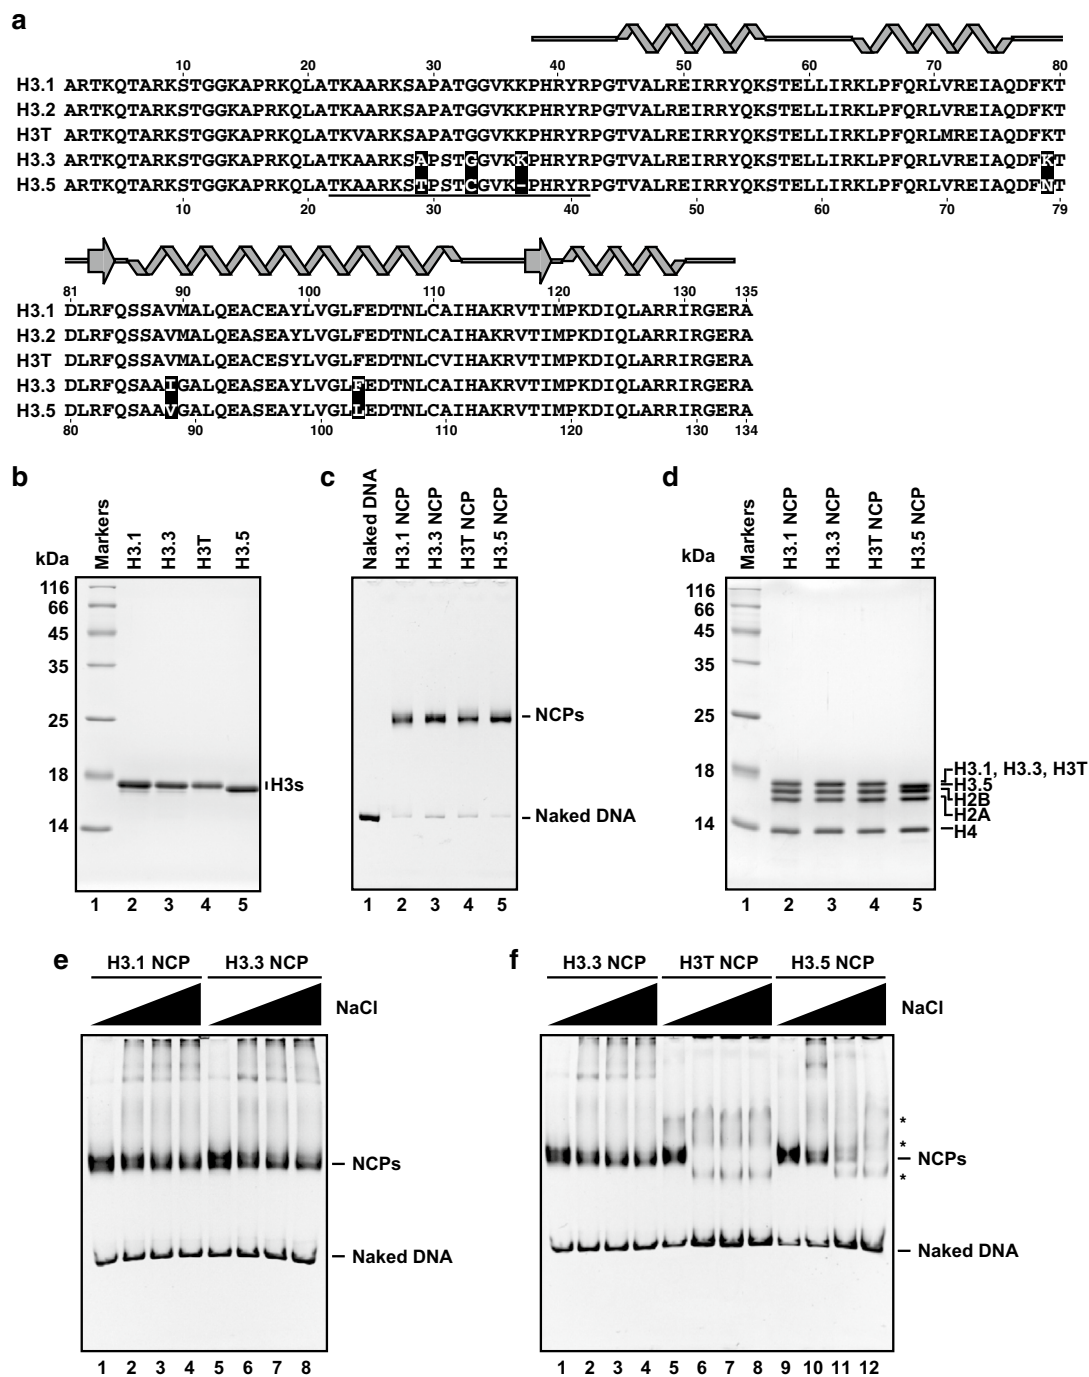 a
10 20 30 40 50 60 70 80
H3.1 ARTKQTARKSTGGKAPRKQLATKAARKSAPATGGVKKPHRYRPGTVALREIRRYQKSTELLIRKLPFQRLVREIAQDFKT
H3.2 ARTKQTARKSTGGKAPRKQLATKAARKSAPATGGVKKPHRYRPGTVALREIRRYQKSTELLIRKLPFQRLVREIAQDFKT
H3T ARTKQTARKSTGGKAPRKQLATKVARKSAPATGGVKKPHRYRPGTVALREIRRYQKSTELLIRKLPFQRLMREIAQDFKT
H3.3 ARTKQTARKSTGGKAPRKQLATKAARKSAPSTGGVKKPHRYRPGTVALREIRRYQKSTELLIRKLPFQRLVREIAQDFKT
H3.5 ARTKQTARKSTGGKAPRKQLATKAARKSTPSTCGVK-PHRYRPGTVALREIRRYQKSTELLIRKLPFQRLVREIAQDFNT
10 20 30 40 50 60 70 79
81 90 100 110 120 130 135
H3.1 DLRFQSSAVMALQEACEAYLVGLFEDTNLCAIHAKRVTIMPKDIQLARRIRGERA
H3.2 DLRFQSSAVMALQEASEAYLVGLFEDTNLCAIHAKRVTIMPKDIQLARRIRGERA
H3T DLRFQSSAVMALQEACESYLVGLFEDTNLCVIHAKRVTIMPKDIQLARRIRGERA
H3.3 DLRFQSAAIGALQEASEAYLVGLFEDTNLCAIHAKRVTIMPKDIQLARRIRGERA
H3.5 DLRFQSAAVGALQEASEAYLVGLLEDTNLCAIHAKRVTIMPKDIQLARRIRGERA
80 90 100 110 120 130 134
b
kDa Markers H3.1 H3.3 H3T H3.5
116
66
45
35
25
18
14
H3s
1 2 3 4 5
c
Naked DNA H3.1 NCP H3.3 NCP H3T NCP H3.5 NCP
NCPs
Naked DNA
1 2 3 4 5
d
kDa Markers H3.1 NCP H3.3 NCP H3T NCP H3.5 NCP
116
66
45
35
25
18
14
H3.1, H3.3, H3T
H3.5
H2B
H2A
H4
1 2 3 4 5
e
H3.1 NCP H3.3 NCP
NaCl
NCPs
Naked DNA
1 2 3 4 5 6 7 8
f
H3.3 NCP H3T NCP H3.5 NCP
NaCl
*
*
NCPs
*
Naked DNA
1 2 3 4 5 6 7 8 9 10 11 12